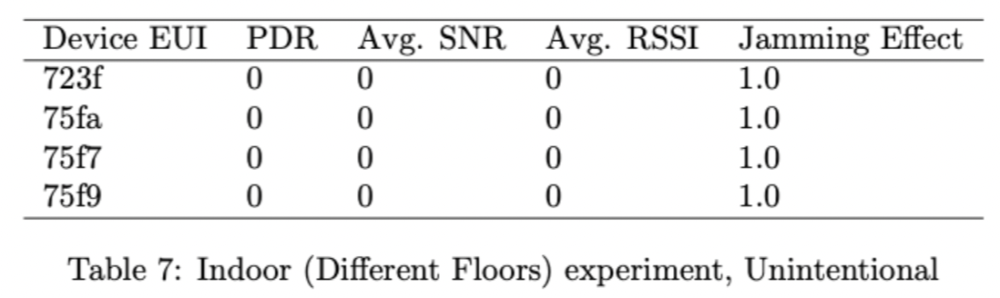 Device EUI PDR Avg. SNR Avg. RSSI Jamming Effect
723f 0 0 0 1.0
75fa 0 0 0 1.0
75f7 0 0 0 1.0
75f9 0 0 0 1.0
Table 7: Indoor (Different Floors) experiment, Unintentional